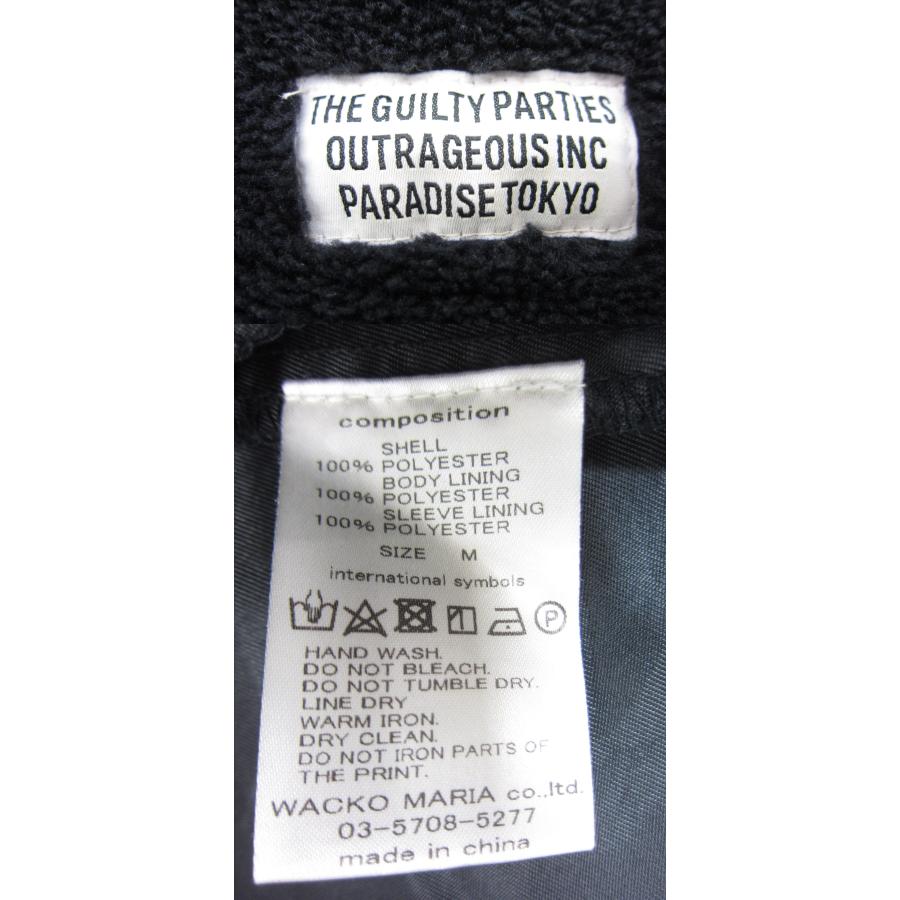 THE GUILTY PARTIES
OUTRAGEOUS INC
PARADISE TOKYO
composition
SHELL
100% POLYESTER
BODY LINING
100% POLYESTER
SLEEVE LINING
100% POLYESTER
SIZE M
international symbols
P
HAND WASH.
DO NOT BLEACH.
DO NOT TUMBLE DRY.
LINE DRY
WARM IRON.
DRY CLEAN.
DO NOT IRON PARTS OF
THE PRINT.
WACKO MARIA co.,ltd.
03-5708-5277
made in china